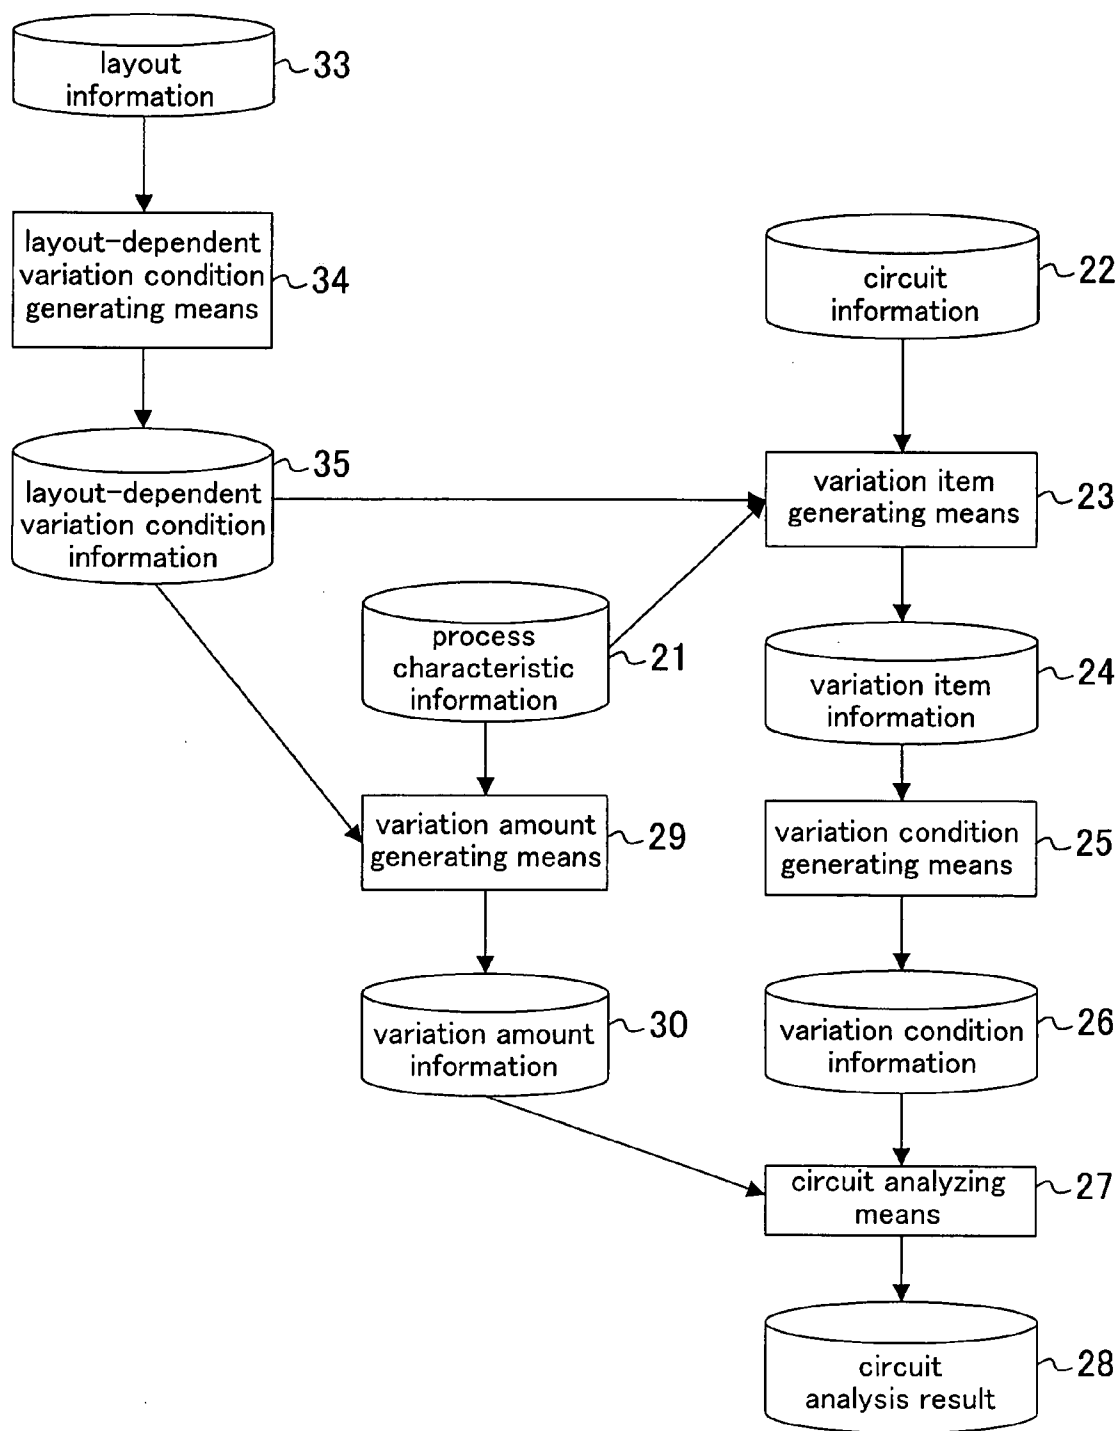 layout
information
33
layout-dependent
variation condition
generating means
34
circuit
information
22
layout-dependent
variation condition
information
35
variation item
generating means
23
process
characteristic
information
21
variation item
information
24
variation amount
generating means
29
variation condition
generating means
25
variation amount
information
30
variation condition
information
26
circuit analyzing
means
27
circuit
analysis result
28